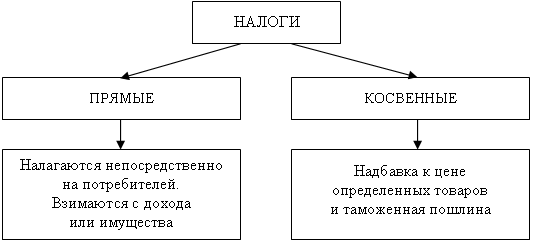 НАЛОГИ
ПРЯМЫЕ
КОСВЕННЫЕ
Налагаются непосредственно
на потребителей.
Взимаются с дохода
или имущества
Надбавка к цене
определенных товаров
и таможенная пошлина